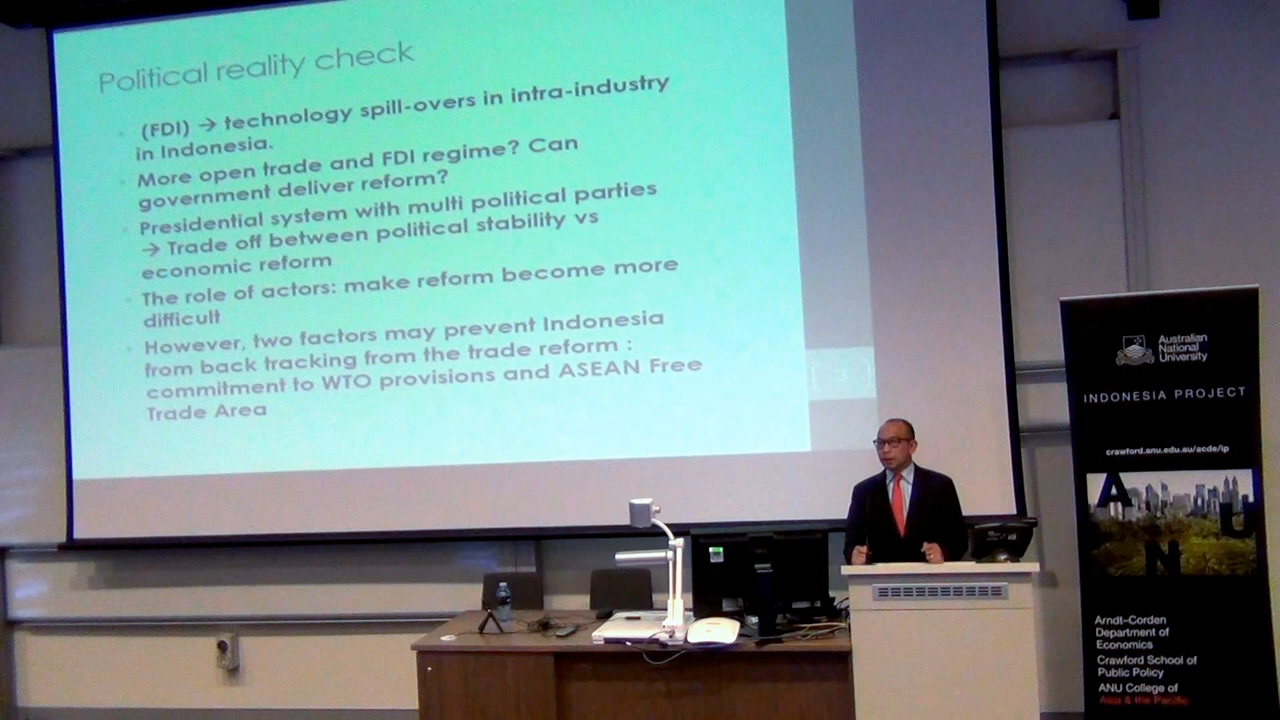 Political reality check
(FDI) → technology spill-overs in intra-industry
in Indonesia.
More open trade and FDI regime? Can
government deliver reform?
Presidential system with multi political parties
→ Trade off between political stability vs
economic reform
The role of actors: make reform become more
difficult
However, two factors may prevent Indonesia
from back tracking from the trade reform :
commitment to WTO provisions and ASEAN Free
Trade Area
Australian
National
University
INDONESIA PROJECT
crawford.anu.edu.au/acde/ip
A
N
U
Arndt-Corden
Department of
Economics
Crawford School of
Public Policy
ANU College of
Asia & the Pacific